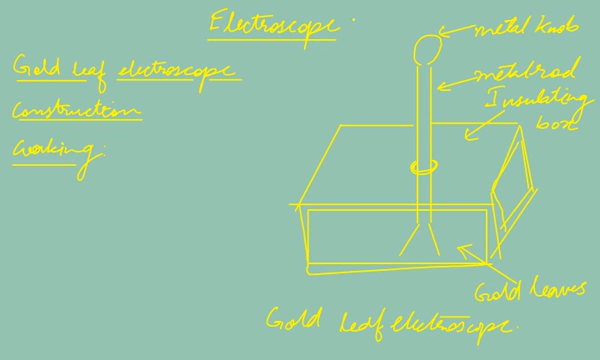 Electroscope.
Gold leaf electroscope
Construction
Working:
metal knob
metal rod
Insulating
box
Gold leaves
Gold leaf electroscope.